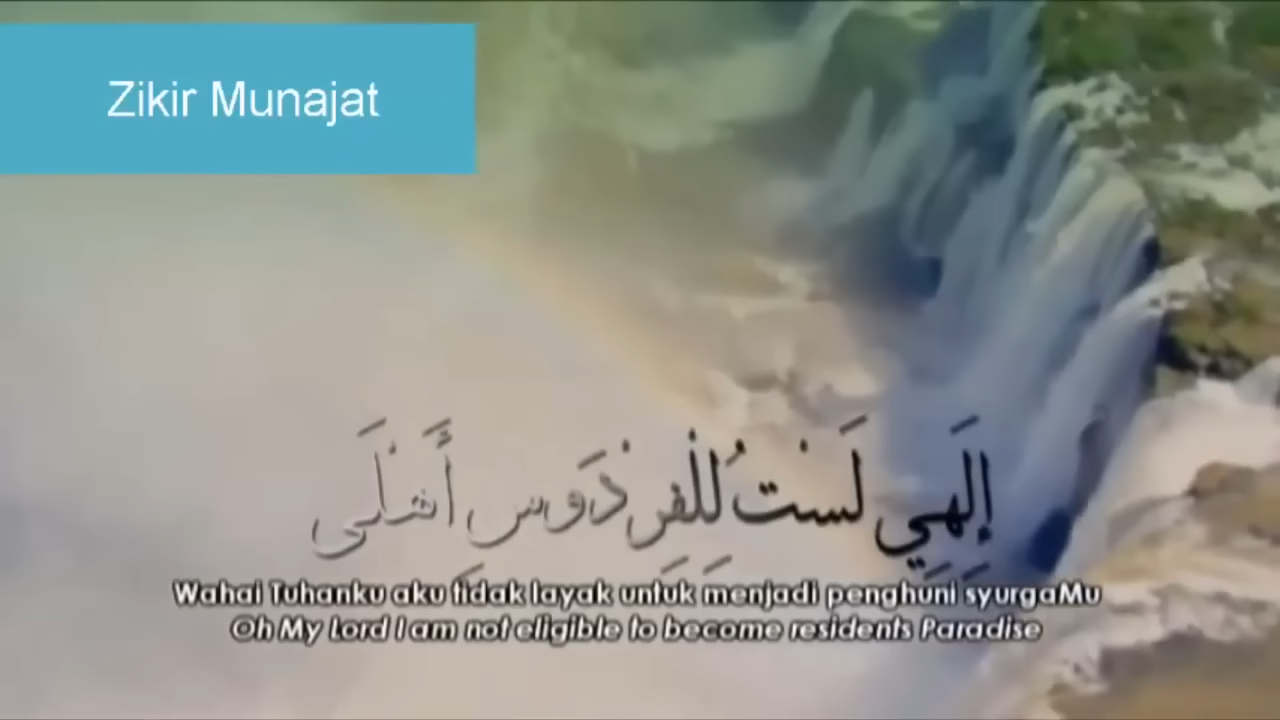 Zikir Munajat
إِلَهِي لَسْتُ لِلْفِرْدَوْسِ أَهْلَى
Wahai Tuhanku aku tidak layak untuk menjadi penghuni syurgaMu
Oh My Lord I am not eligible to become residents Paradise